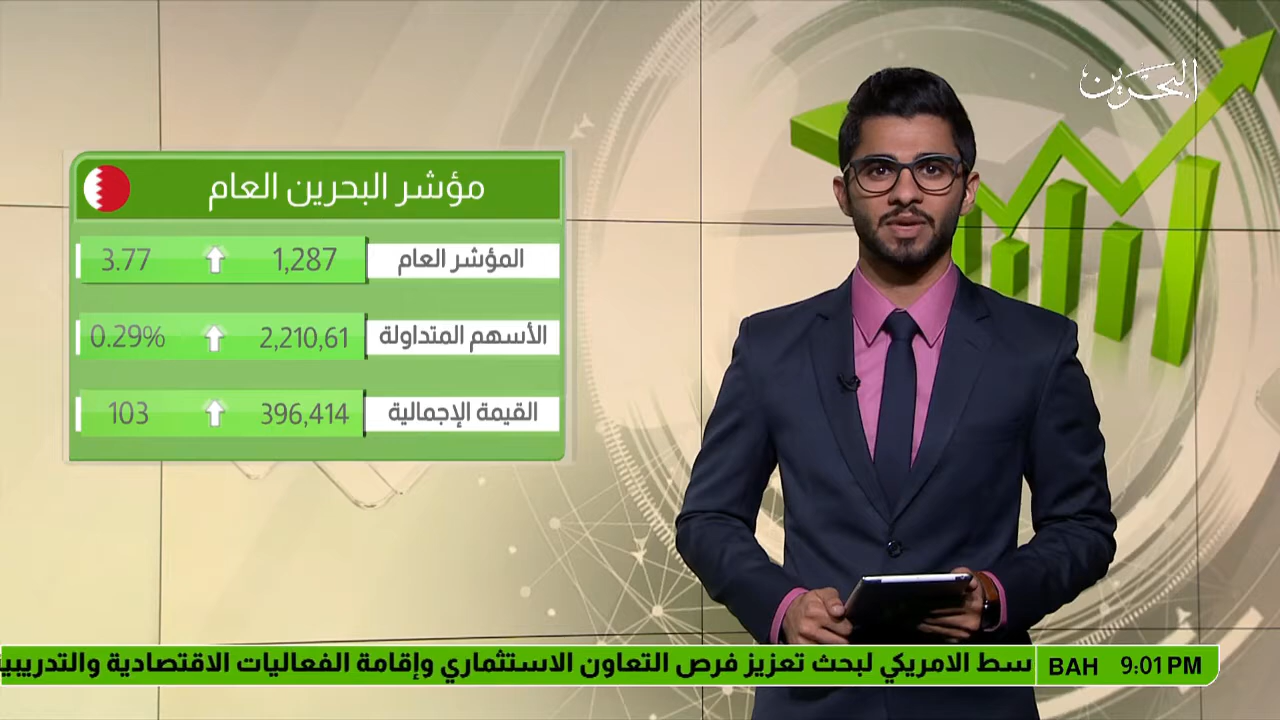 البحرين
مؤشر البحرين العام
المؤشر العام 1,287 3.77
الأسهم المتداولة 2,210,61 0.29%
القيمة الإجمالية 396,414 103
BAH 9:01 PM
سط الامريكي لبحث تعزيز فرص التعاون الاستثماري وإقامة الفعاليات الاقتصادية والتدريبي